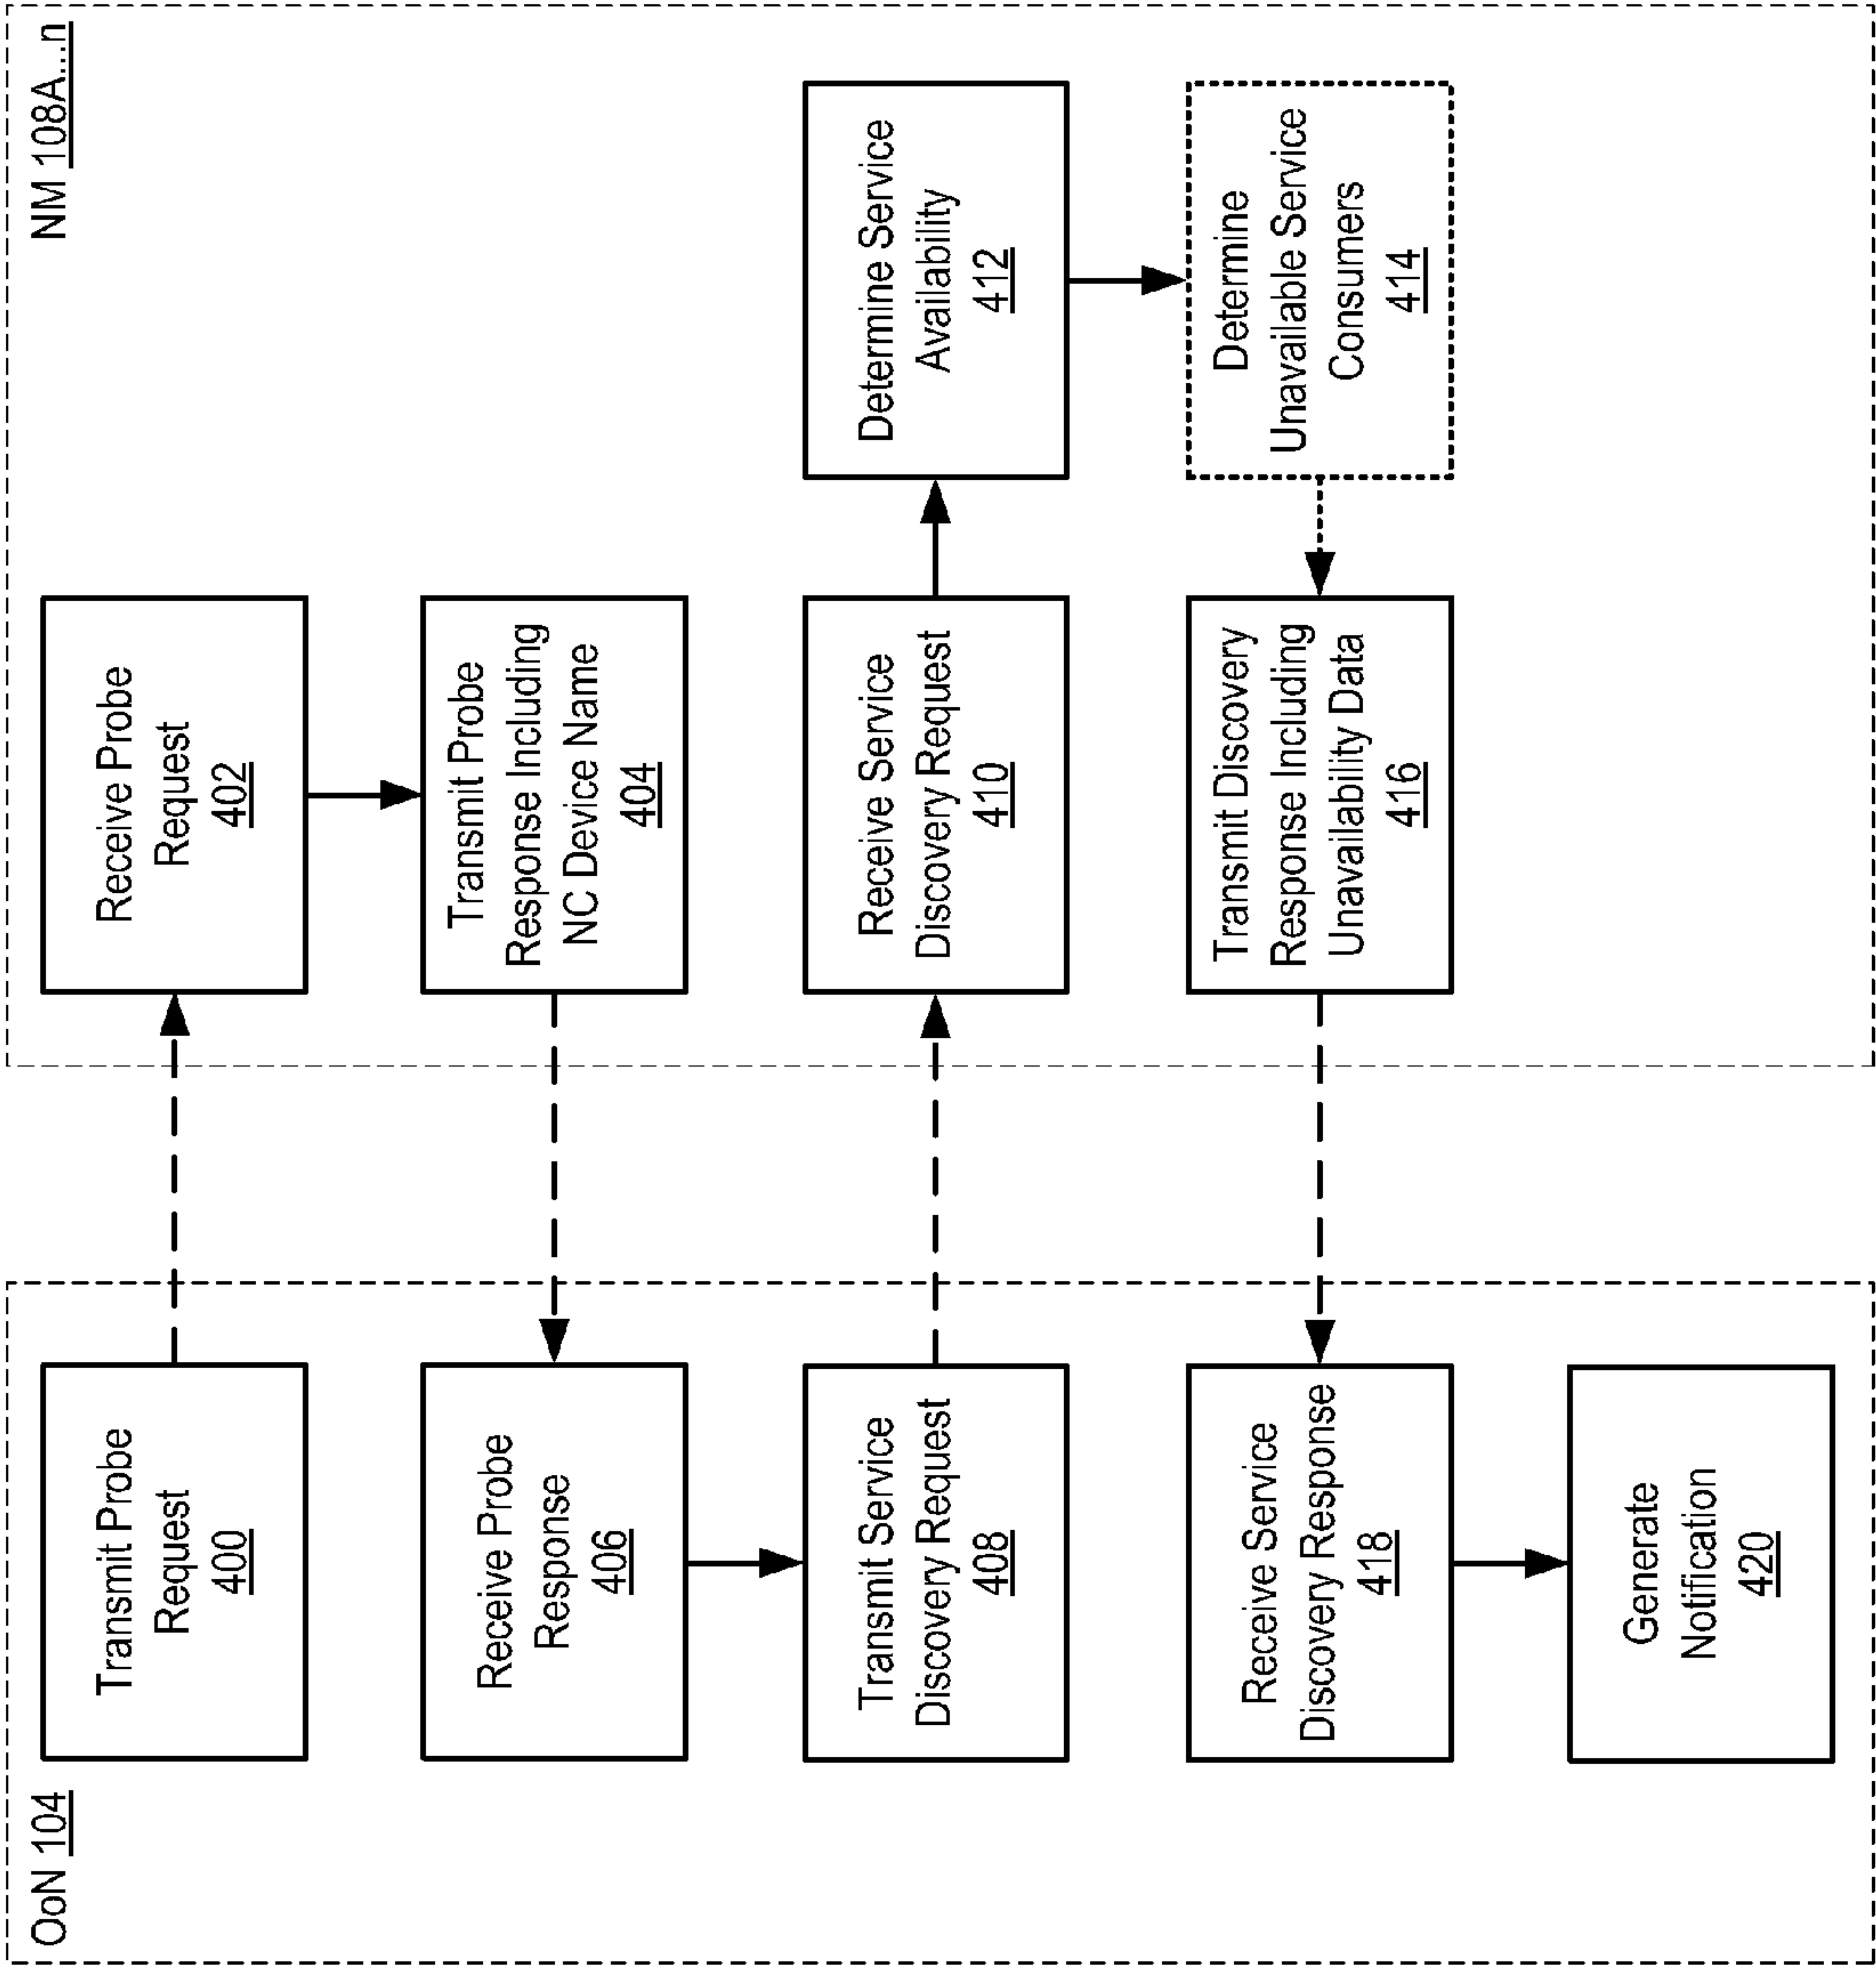 OoN 104
NM 108A...n
Transmit Probe
Request
400
Receive Probe
Request
402
Transmit Probe
Response Including
NC Device Name
404
Receive Probe
Response
406
Transmit Service
Discovery Request
408
Receive Service
Discovery Request
410
Determine Service
Availability
412
Determine
Unavailable Service
Consumers
414
Transmit Discovery
Response Including
Unavailability Data
416
Receive Service
Discovery Response
418
Generate
Notification
420